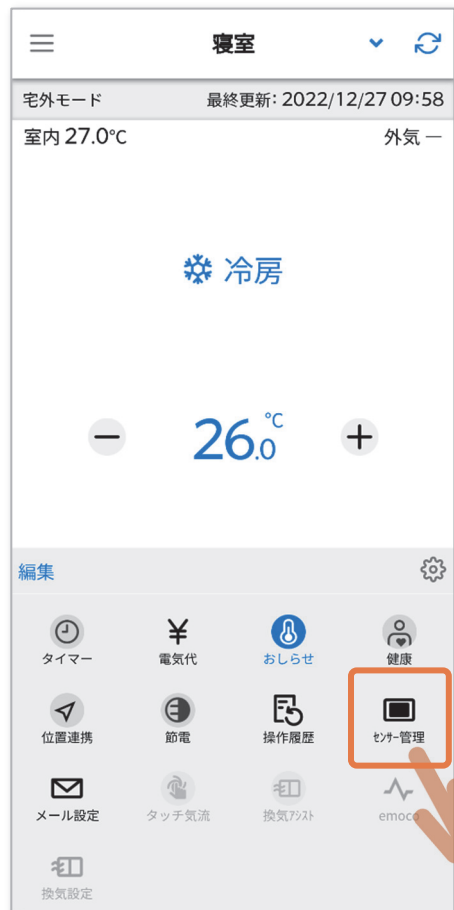 寝室
宅外モード 最終更新: 2022/12/27 09:58
室内 27.0℃ 外気 —
冷房
26.0℃
編集
タイマー 電気代 おしらせ 健康
位置連携 節電 操作履歴 センサー管理
メール設定 タッチ気流 換気アシスト emoco
換気設定